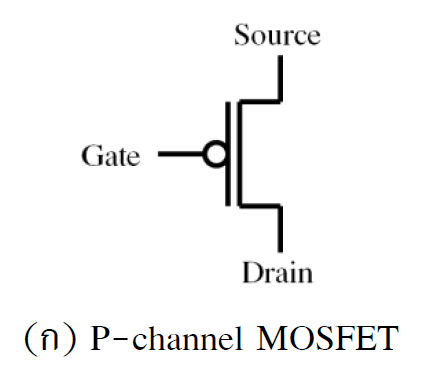 Source
Gate
Drain
(ก) P-channel MOSFET